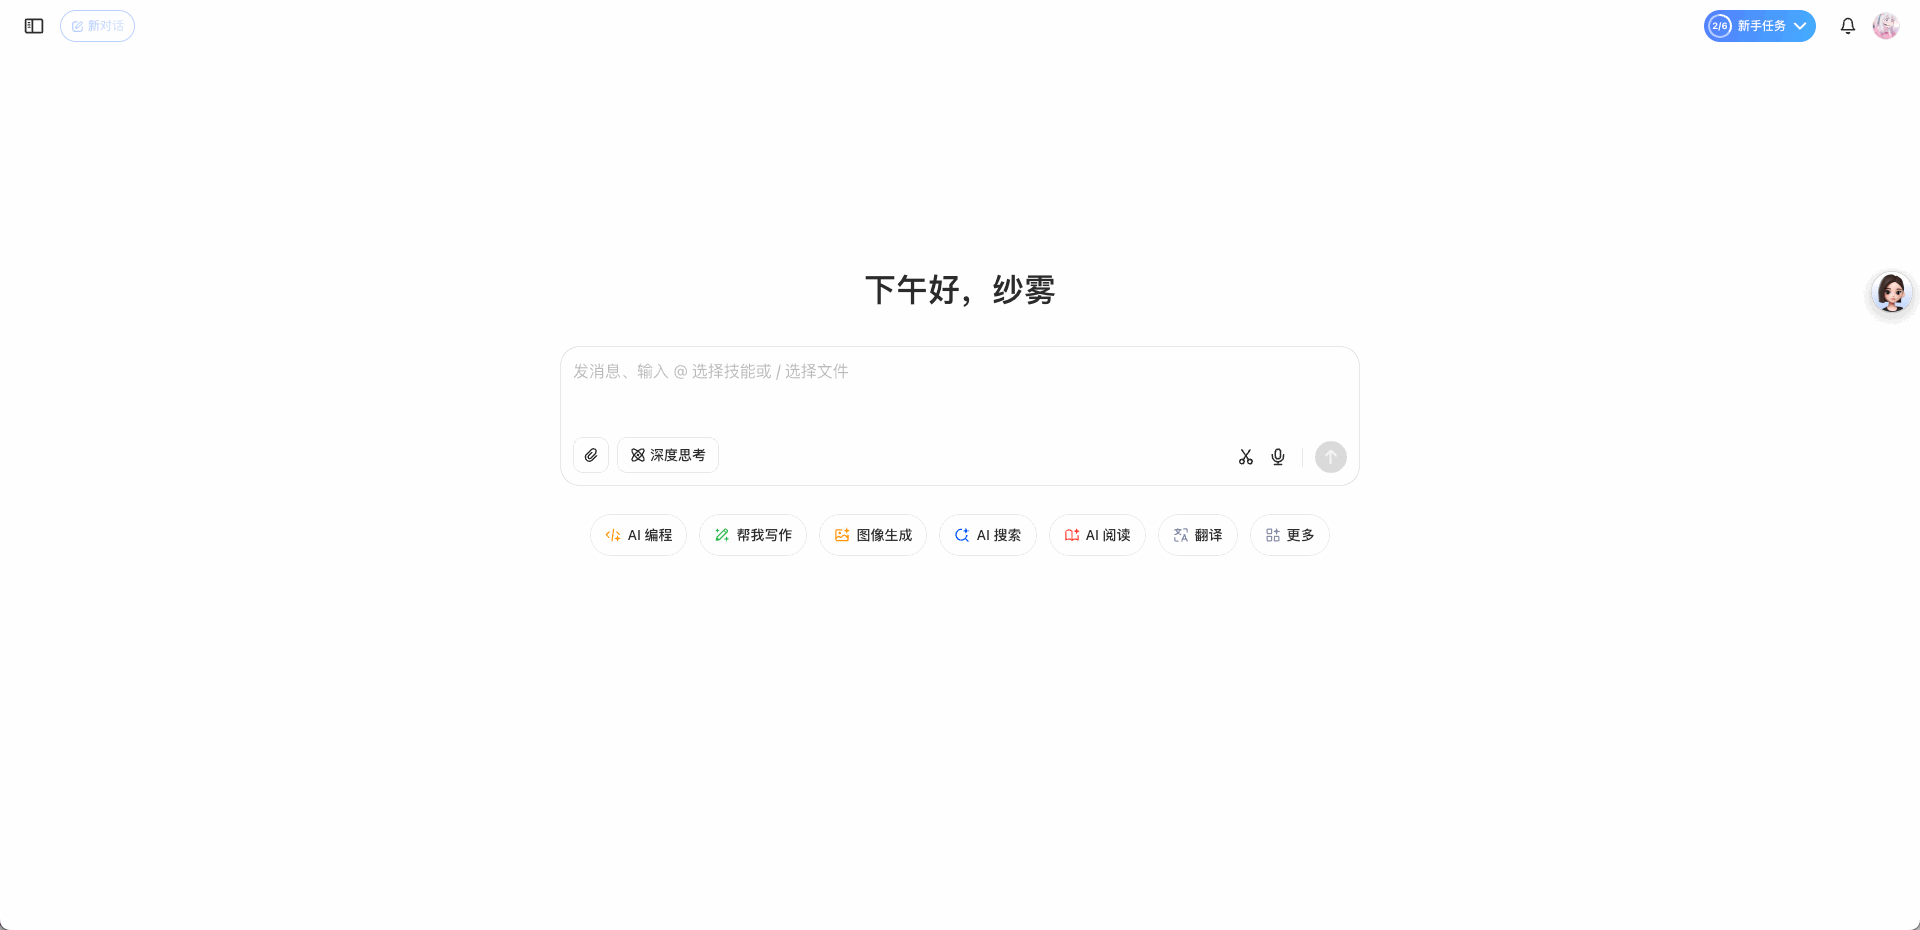 新对话
2/6 新手任务
下午好，纱雾
发消息、输入 @ 选择技能或 / 选择文件
深度思考
AI 编程 帮我写作 图像生成 AI 搜索 AI 阅读 翻译 更多